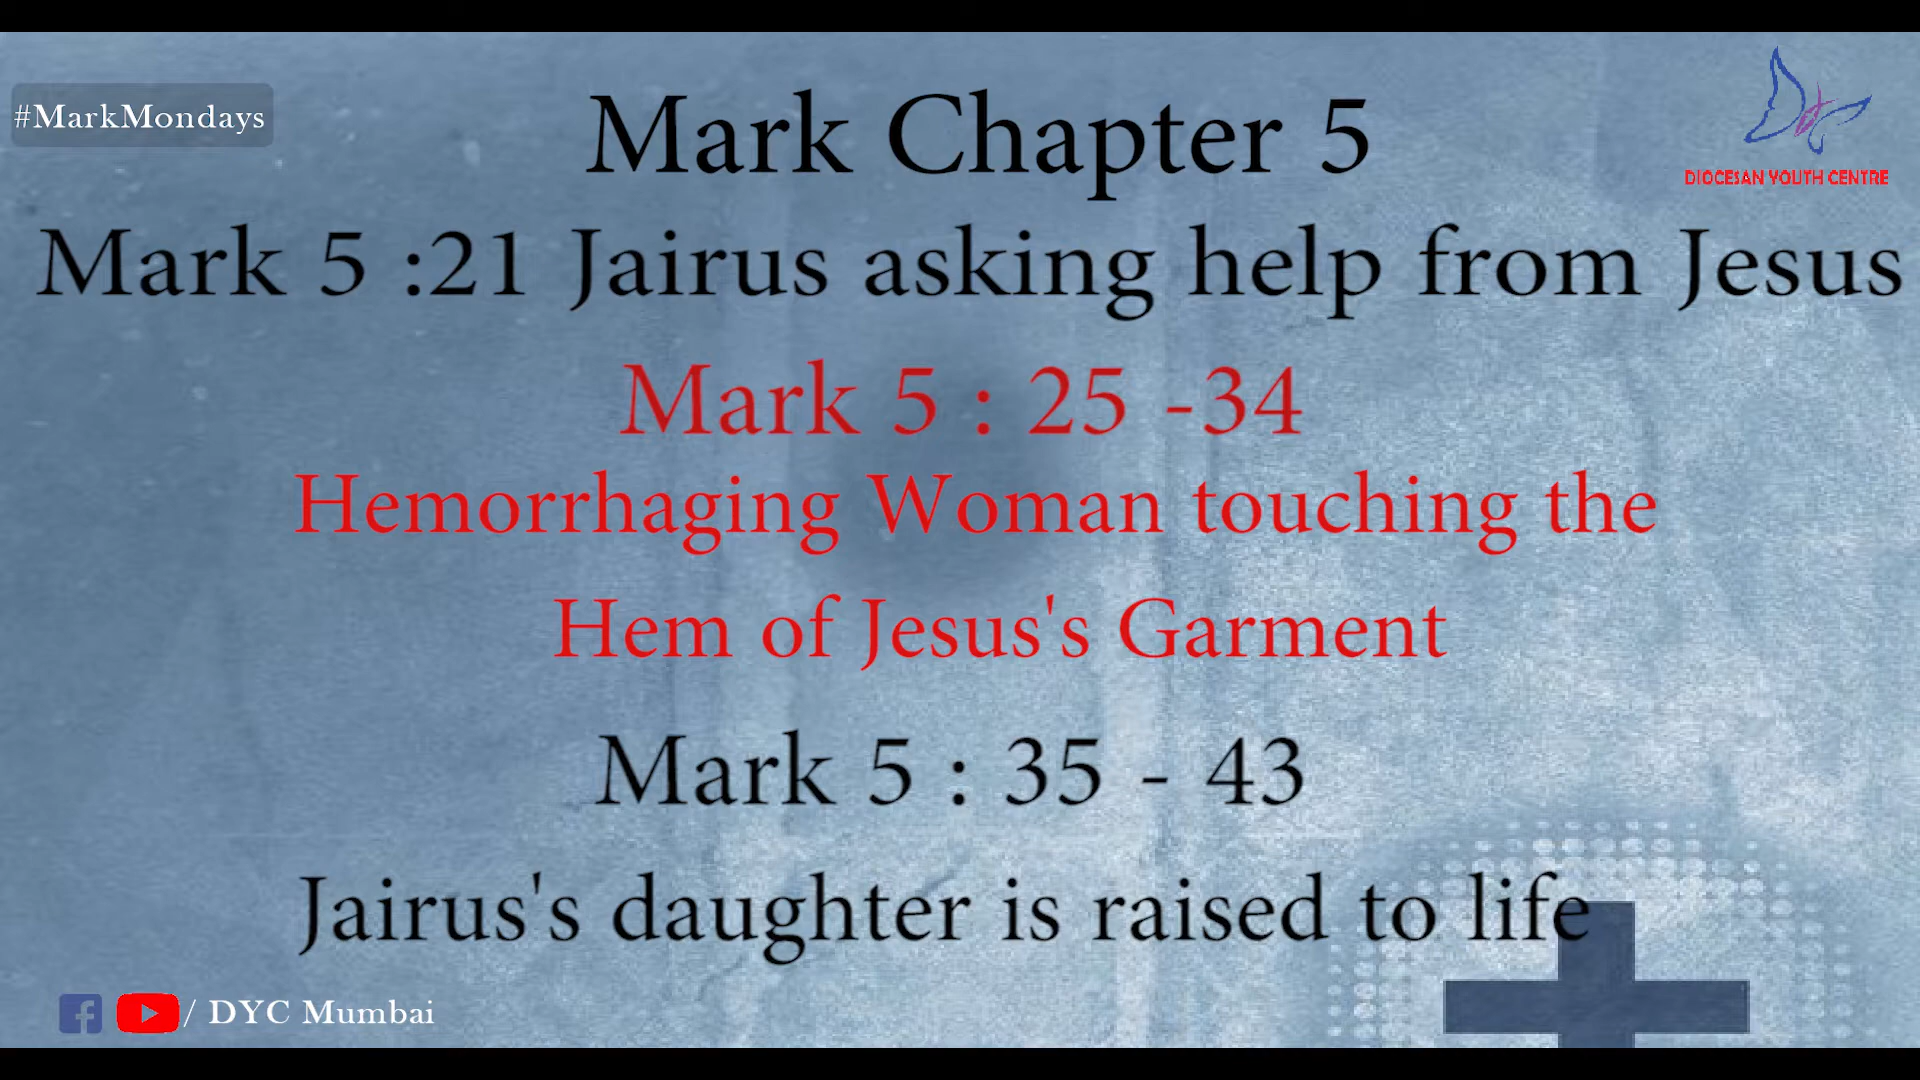 #MarkMondays
Mark Chapter 5
DIOCESAN YOUTH CENTRE
Mark 5 :21 Jairus asking help from Jesus
Mark 5 : 25 -34
Hemorrhaging Woman touching the
Hem of Jesus's Garment
Mark 5 : 35 - 43
Jairus's daughter is raised to life
/ DYC Mumbai